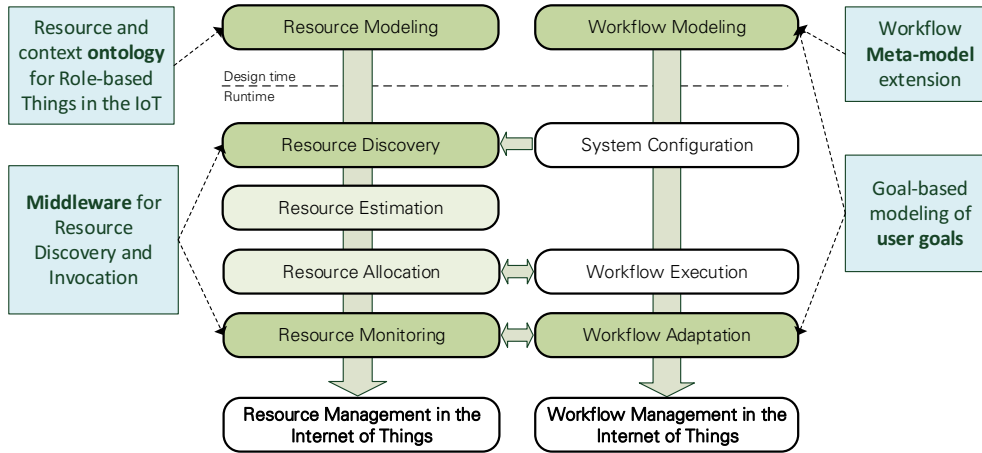 Resource and
context ontology
for Role-based
Things in the IoT
Resource Modeling
Workflow Modeling
Workflow
Meta-model
extension
Design time
Runtime
Resource Discovery
System Configuration
Middleware for
Resource
Discovery and
Invocation
Resource Estimation
Goal-based
modeling of
user goals
Resource Allocation
Workflow Execution
Resource Monitoring
Workflow Adaptation
Resource Management in the
Internet of Things
Workflow Management in the
Internet of Things